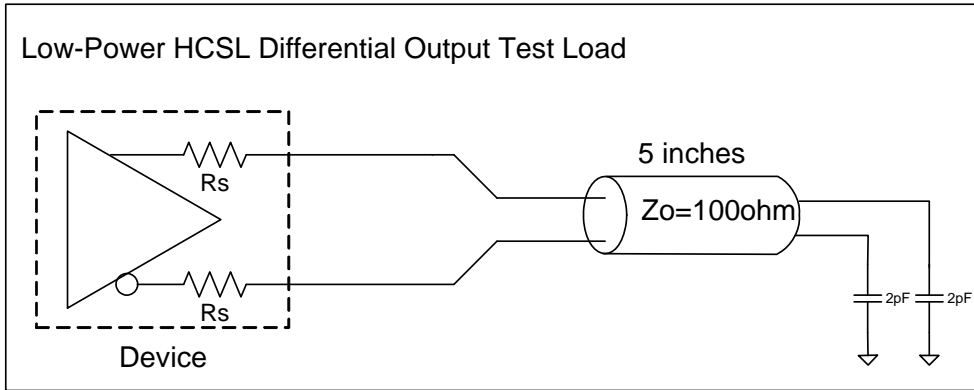 Low-Power HCSL Differential Output Test Load
Rs
5 inches
Zo=100ohm
Rs
2pF
2pF
Device